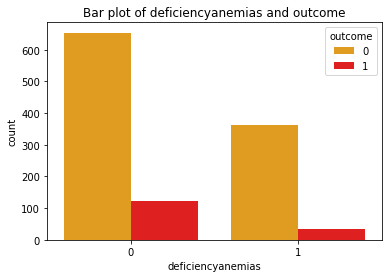 Bar plot of deficiencyanemias and outcome
outcome
0
1
600
500
400
300
200
100
0
count
0
1
deficiencyanemias